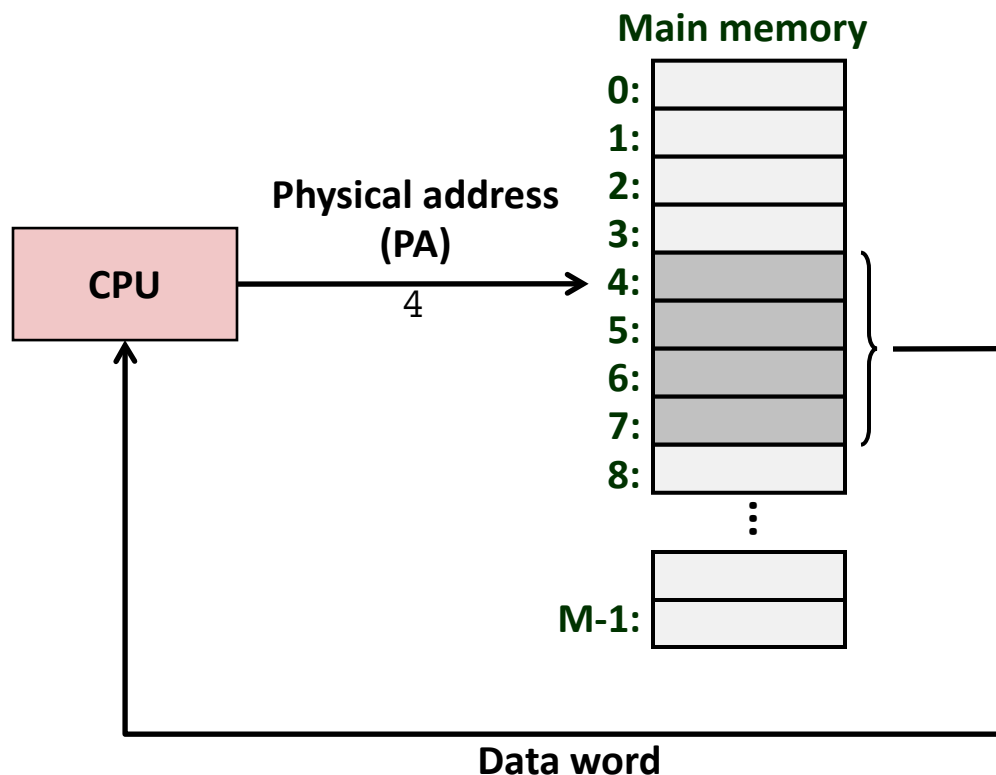 Main memory
0:
1:
2:
Physical address
(PA)
3:
CPU
4
4:
5:
6:
7:
8:
⋮
M-1:
Data word